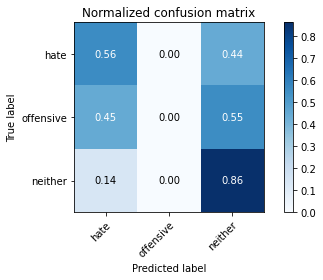 Normalized confusion matrix
True label
hate
0.56 0.00 0.44
offensive
0.45 0.00 0.55
neither
0.14 0.00 0.86
hate offensive neither
Predicted label
0.8
0.7
0.6
0.5
0.4
0.3
0.2
0.1
0.0